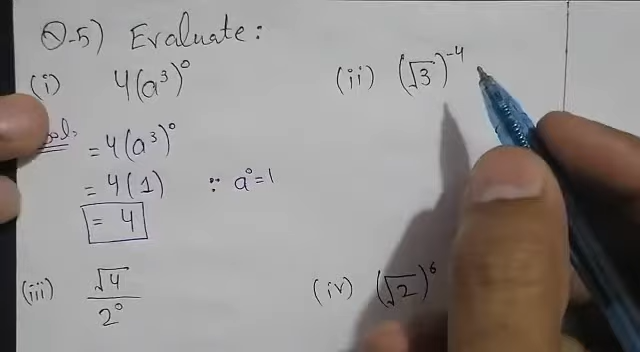 Q.5) Evaluate:
(i) 4(a³)⁰
(ii) (√3)⁻⁴
Sol:
= 4(a³)⁰
= 4(1) ∵ a⁰=1
= 4
(iii) √4/2⁰
(iv) (√2)⁶